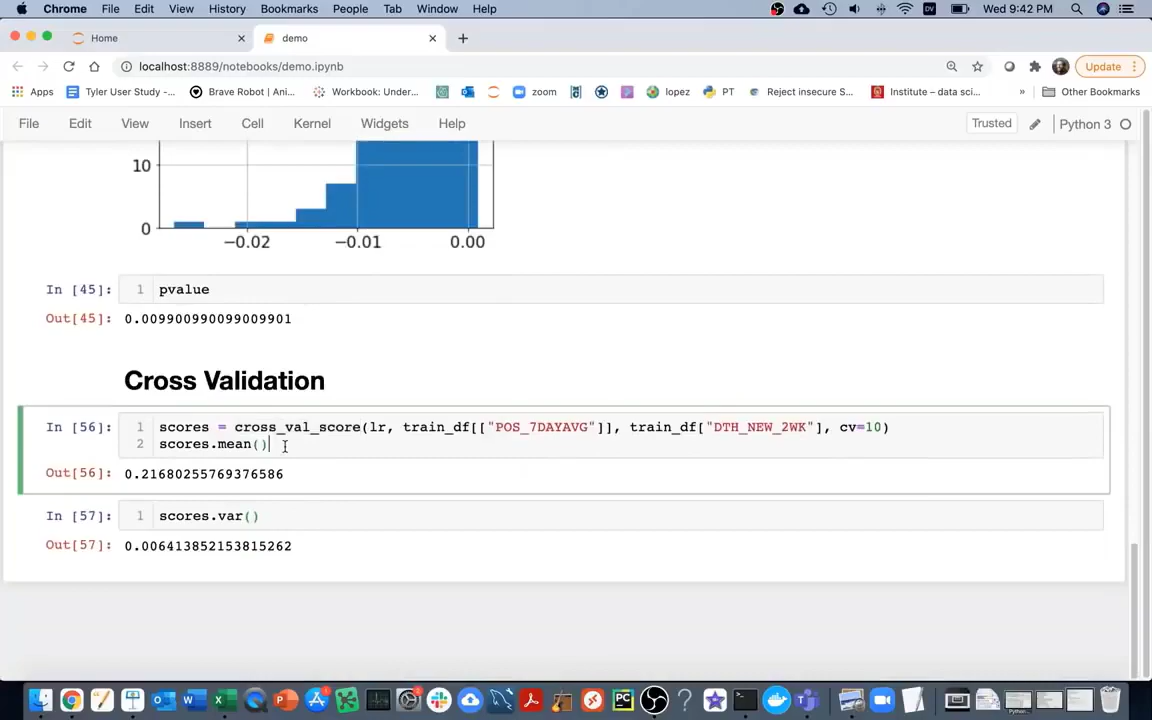 Chrome File Edit View History Bookmarks People Tab Window Help
Wed 9:42 PM
Home
demo
localhost:8889/notebooks/demo.ipynb
Update
Apps Tyler User Study -... Brave Robot | Ani... Workbook: Under... zoom lopez PT Reject insecure S... Institute – data sci... » Other Bookmarks
File Edit View Insert Cell Kernel Widgets Help
Trusted Python 3
10
0
−0.02 −0.01 0.00
In [45]: 1 pvalue
Out[45]: 0.009900990099009901
Cross Validation
In [56]: 1 scores = cross_val_score(lr, train_df[["POS_7DAYAVG"]], train_df["DTH_NEW_2WK"], cv=10)
2 scores.mean()
Out[56]: 0.21680255769376586
In [57]: 1 scores.var()
Out[57]: 0.006413852153815262